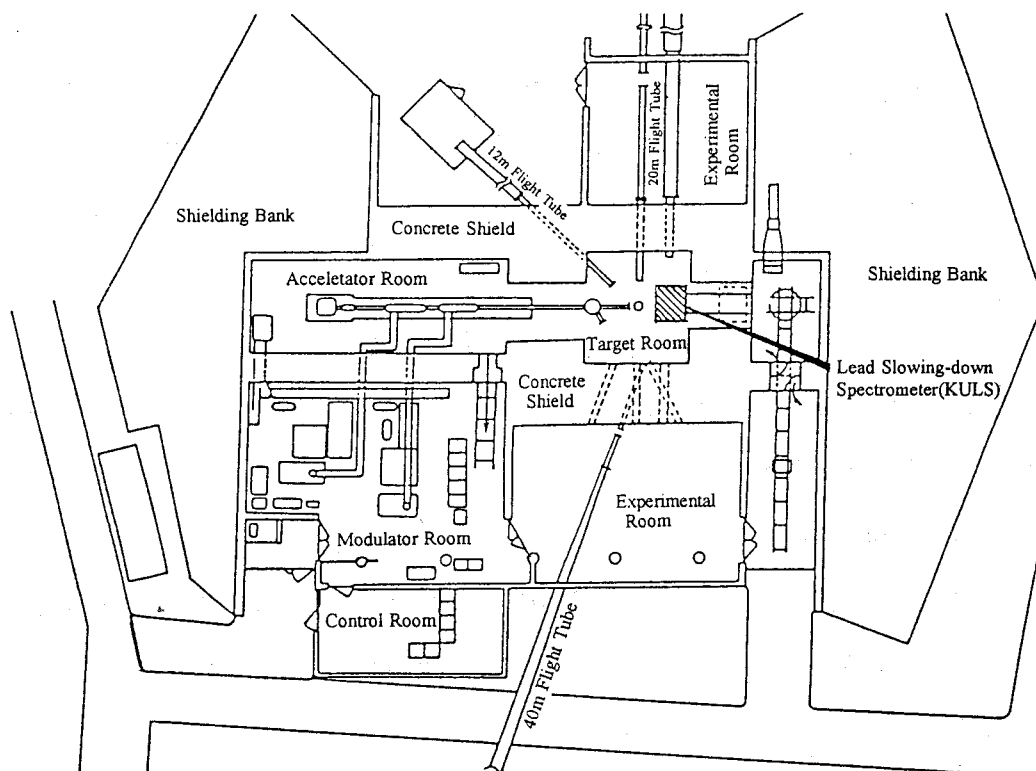 12m Flight Tube
20m Flight Tube
Experimental
Room
Shielding Bank
Concrete Shield
Acceletator Room
Shielding Bank
Target Room
Lead Slowing-down
Spectrometer(KULS)
Concrete
Shield
Experimental
Room
Modulator Room
Control Room
40m Flight Tube